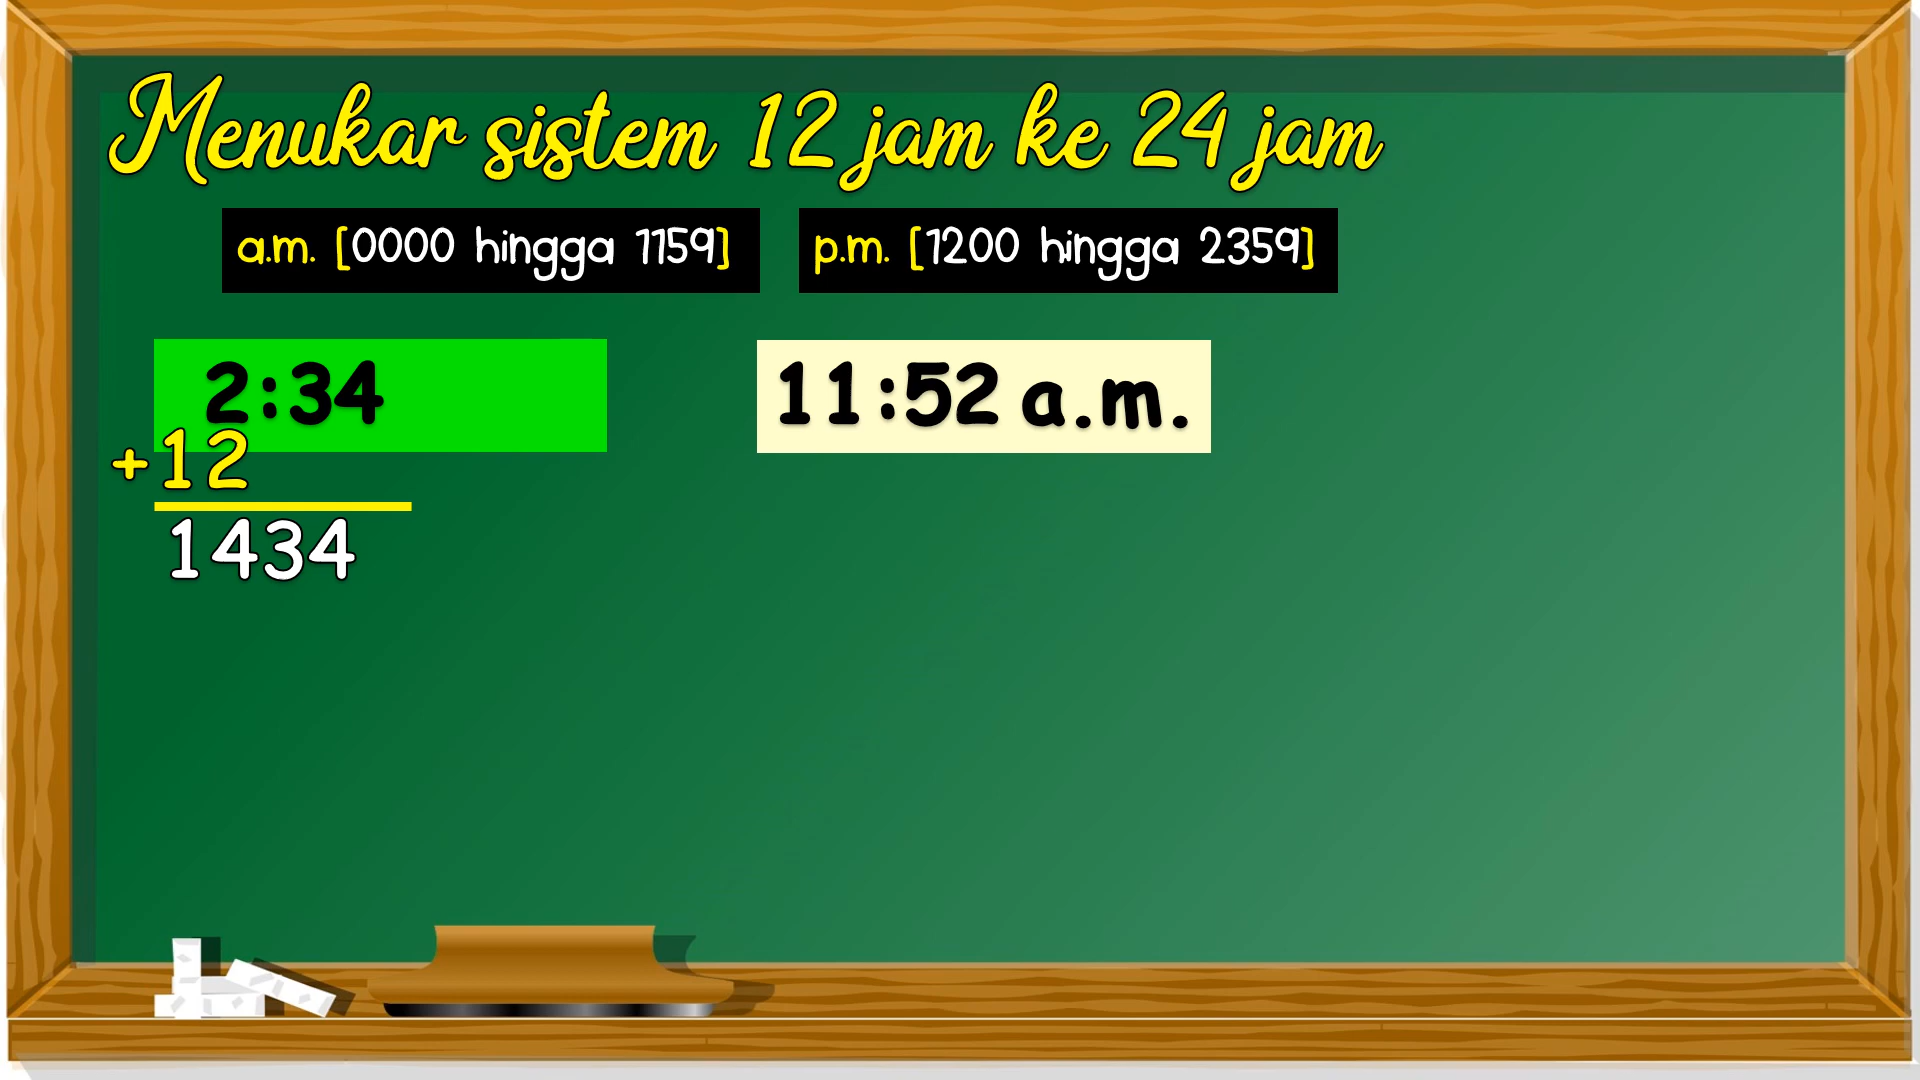 Menukar sistem 12 jam ke 24 jam
a.m. [0000 hingga 1159]
p.m. [1200 hingga 2359]
2:34
+12
1434
11:52 a.m.